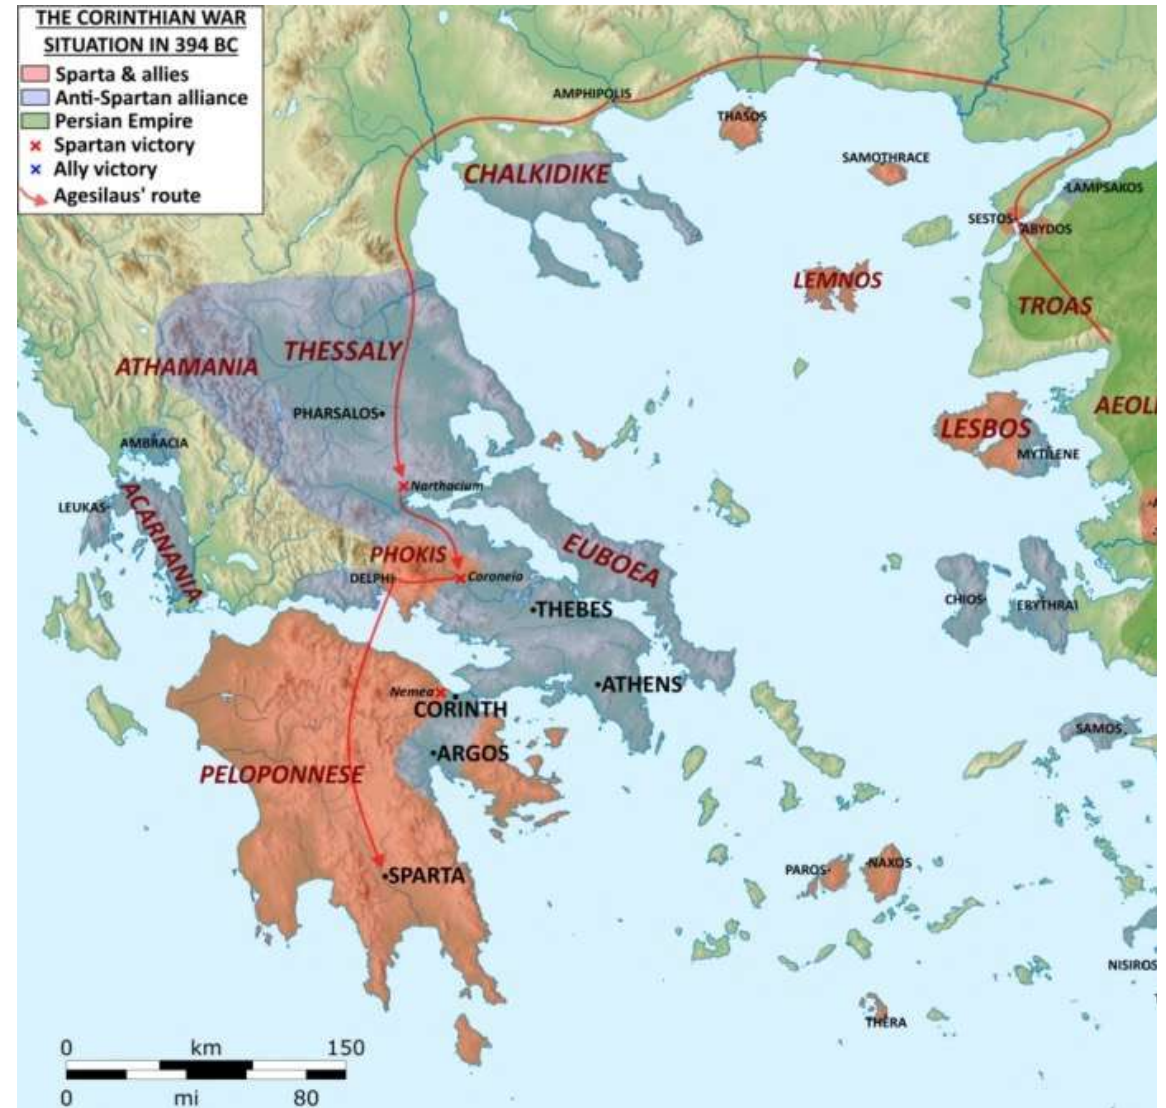 THE CORINTHIAN WAR
SITUATION IN 394 BC
Sparta & allies
Anti-Spartan alliance
Persian Empire
Spartan victory
Ally victory
Agesilaus' route
AMPHIPOLIS
THASOS
CHALKIDIKE
SAMOTHRACE
LAMPSAKOS
SESTOS
ABYDOS
LEMNOS
TROAS
ATHAMANIA
THESSALY
PHARSALOS
AEOLI
LESBOS
MYTILENE
AMBRACIA
Narthacium
LEUKAS
ACARNANIA
PHOKIS
EUBOEA
DELPHI
Coroneia
THEBES
CHIOS
ERYTHRAI
ATHENS
Nemea
CORINTH
ARGOS
SAMOS
PELOPONNESE
SPARTA
PAROS
NAXOS
NISIROS
THERA
0 km 150
0 mi 80